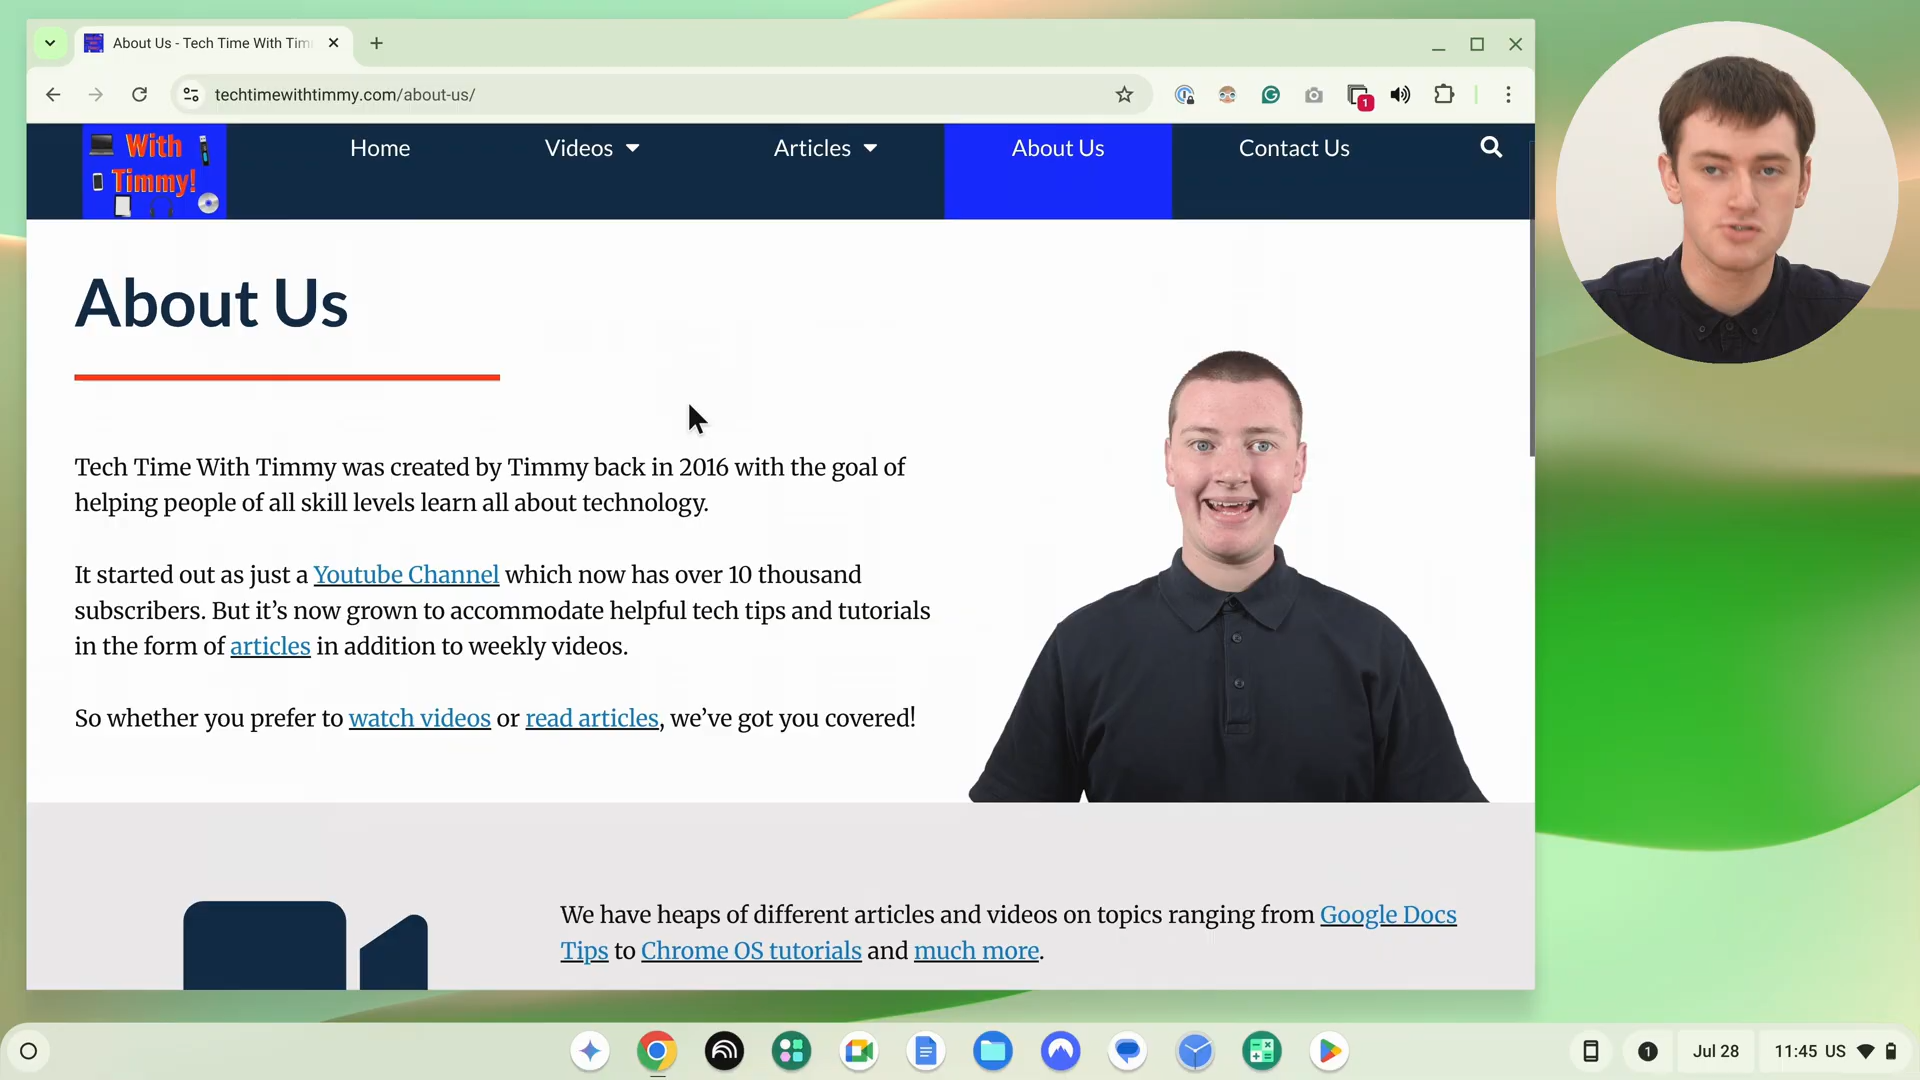 About Us - Tech Time With Tim
techtimewithtimmy.com/about-us/
1
With
Timmy!
Home
Videos
Articles
About Us
Contact Us
About Us
Tech Time With Timmy was created by Timmy back in 2016 with the goal of
helping people of all skill levels learn all about technology.
It started out as just a Youtube Channel which now has over 10 thousand
subscribers. But it’s now grown to accommodate helpful tech tips and tutorials
in the form of articles in addition to weekly videos.
So whether you prefer to watch videos or read articles, we’ve got you covered!
We have heaps of different articles and videos on topics ranging from Google Docs
Tips to Chrome OS tutorials and much more.
1
Jul 28
11:45 US